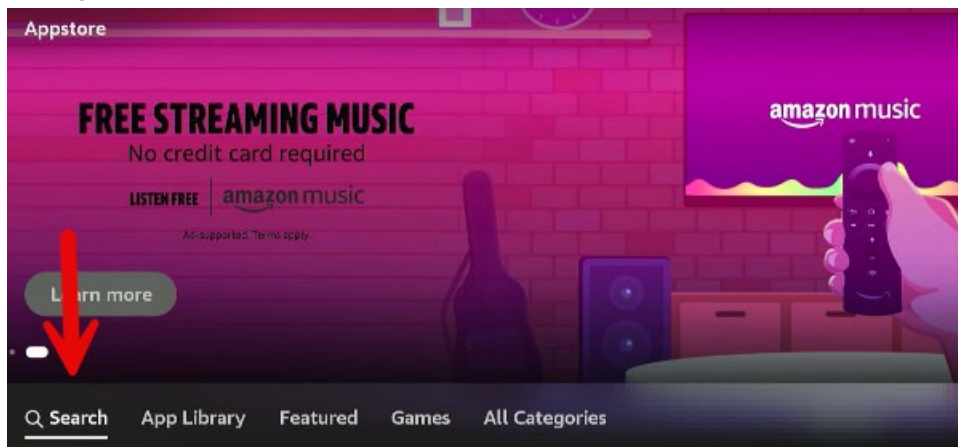 Appstore
FREE STREAMING MUSIC
No credit card required
LISTEN FREE amazon music
Ad-supported. Terms apply.
amazon music
Learn more
Search App Library Featured Games All Categories